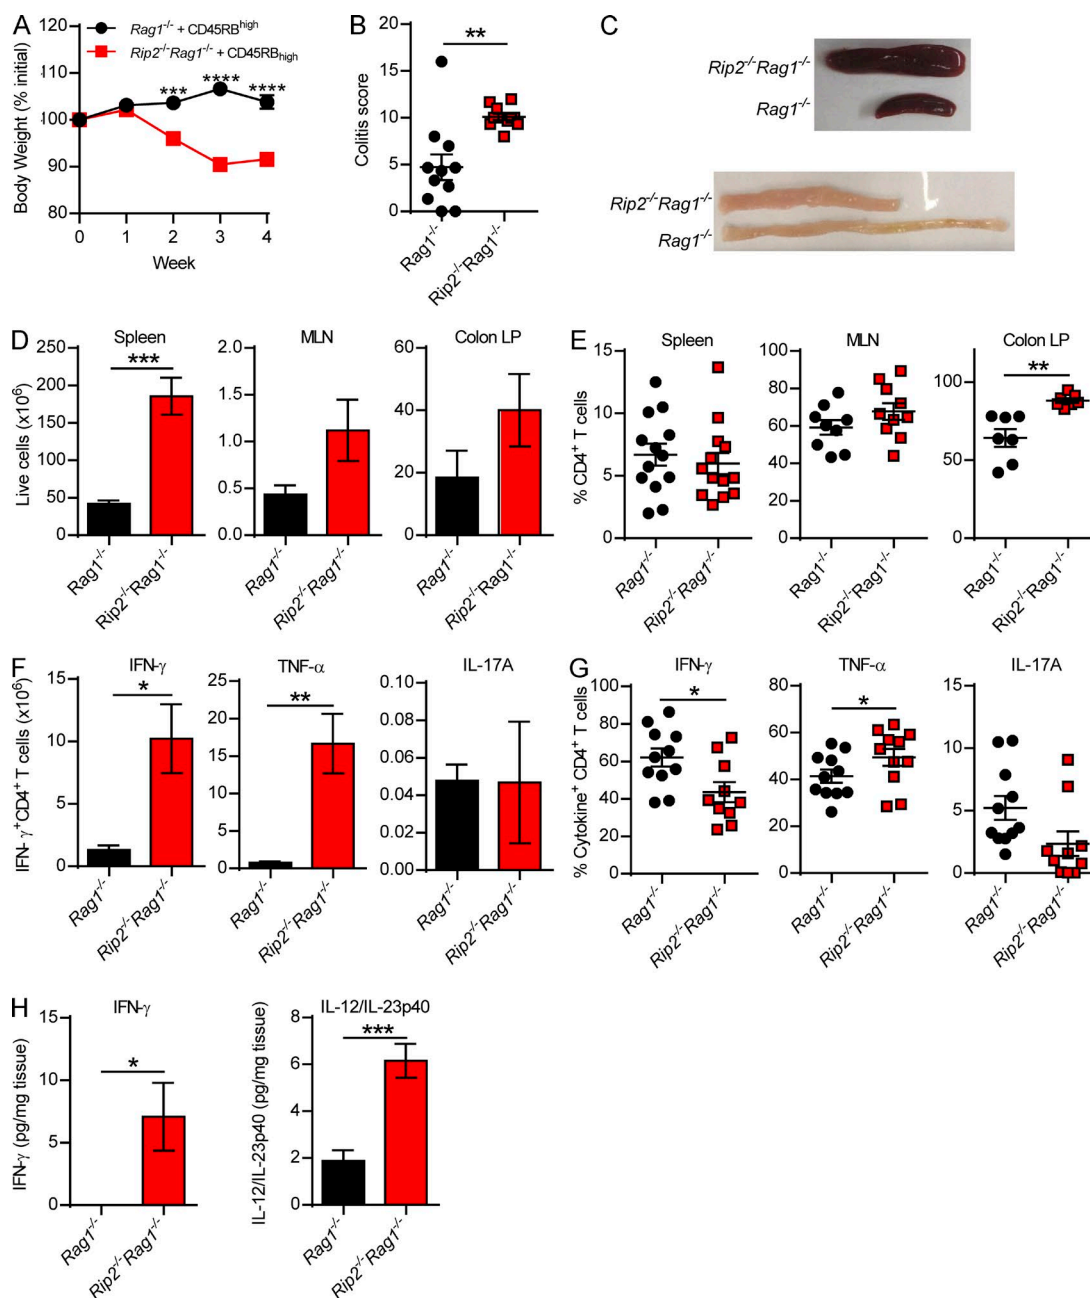 A
Rag1-/- + CD45RBhigh
Rip2-/-Rag1-/- + CD45RBhigh
Body Weight (% initial)
120
110
100
90
80
*** **** ****
0 1 2 3 4
Week
B
**
Colitis score
20
15
10
5
0
Rag1-/-
Rip2-/-Rag1-/-
C
Rip2-/-Rag1-/-
Rag1-/-
Rip2-/-Rag1-/-
Rag1-/-
D
Spleen
***
Live cells (x10⁶)
250
200
150
100
50
0
Rag1-/-
Rip2-/-Rag1-/-
MLN
2.0
1.5
1.0
0.5
0.0
Rag1-/-
Rip2-/-Rag1-/-
Colon LP
60
40
20
0
Rag1-/-
Rip2-/-Rag1-/-
E
Spleen
% CD4+ T cells
15
10
5
0
Rag1-/-
Rip2-/-Rag1-/-
MLN
100
80
60
40
20
0
Rag1-/-
Rip2-/-Rag1-/-
Colon LP
**
100
50
0
Rag1-/-
Rip2-/-Rag1-/-
F
IFN-γ
*
IFN-γ+CD4+ T cells (x10⁶)
15
10
5
0
Rag1-/-
Rip2-/-Rag1-/-
TNF-α
**
25
20
15
10
5
0
Rag1-/-
Rip2-/-Rag1-/-
IL-17A
0.10
0.08
0.06
0.04
0.02
0.00
Rag1-/-
Rip2-/-Rag1-/-
G
IFN-γ
*
% Cytokine+ CD4+ T cells
100
80
60
40
20
0
Rag1-/-
Rip2-/-Rag1-/-
TNF-α
*
80
60
40
20
0
Rag1-/-
Rip2-/-Rag1-/-
IL-17A
15
10
5
0
Rag1-/-
Rip2-/-Rag1-/-
H
IFN-γ
*
IFN-γ (pg/mg tissue)
15
10
5
0
Rag1-/-
Rip2-/-Rag1-/-
IL-12/IL-23p40
***
IL-12/IL-23p40 (pg/mg tissue)
8
6
4
2
0
Rag1-/-
Rip2-/-Rag1-/-